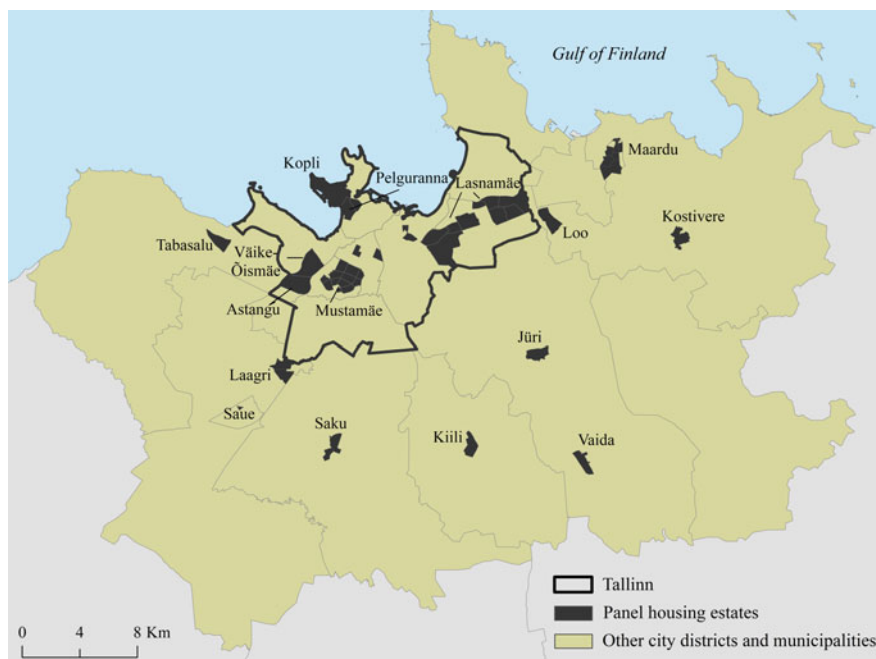 Gulf of Finland
Maardu
Kopli
Pelguranna
Lasnamäe
Kostivere
Loo
Tabasalu
Väike-
Õismäe
Astangu
Mustamäe
Jüri
Laagri
Saue
Saku
Kiili
Vaida
Tallinn
Panel housing estates
Other city districts and municipalities
0 4 8 Km